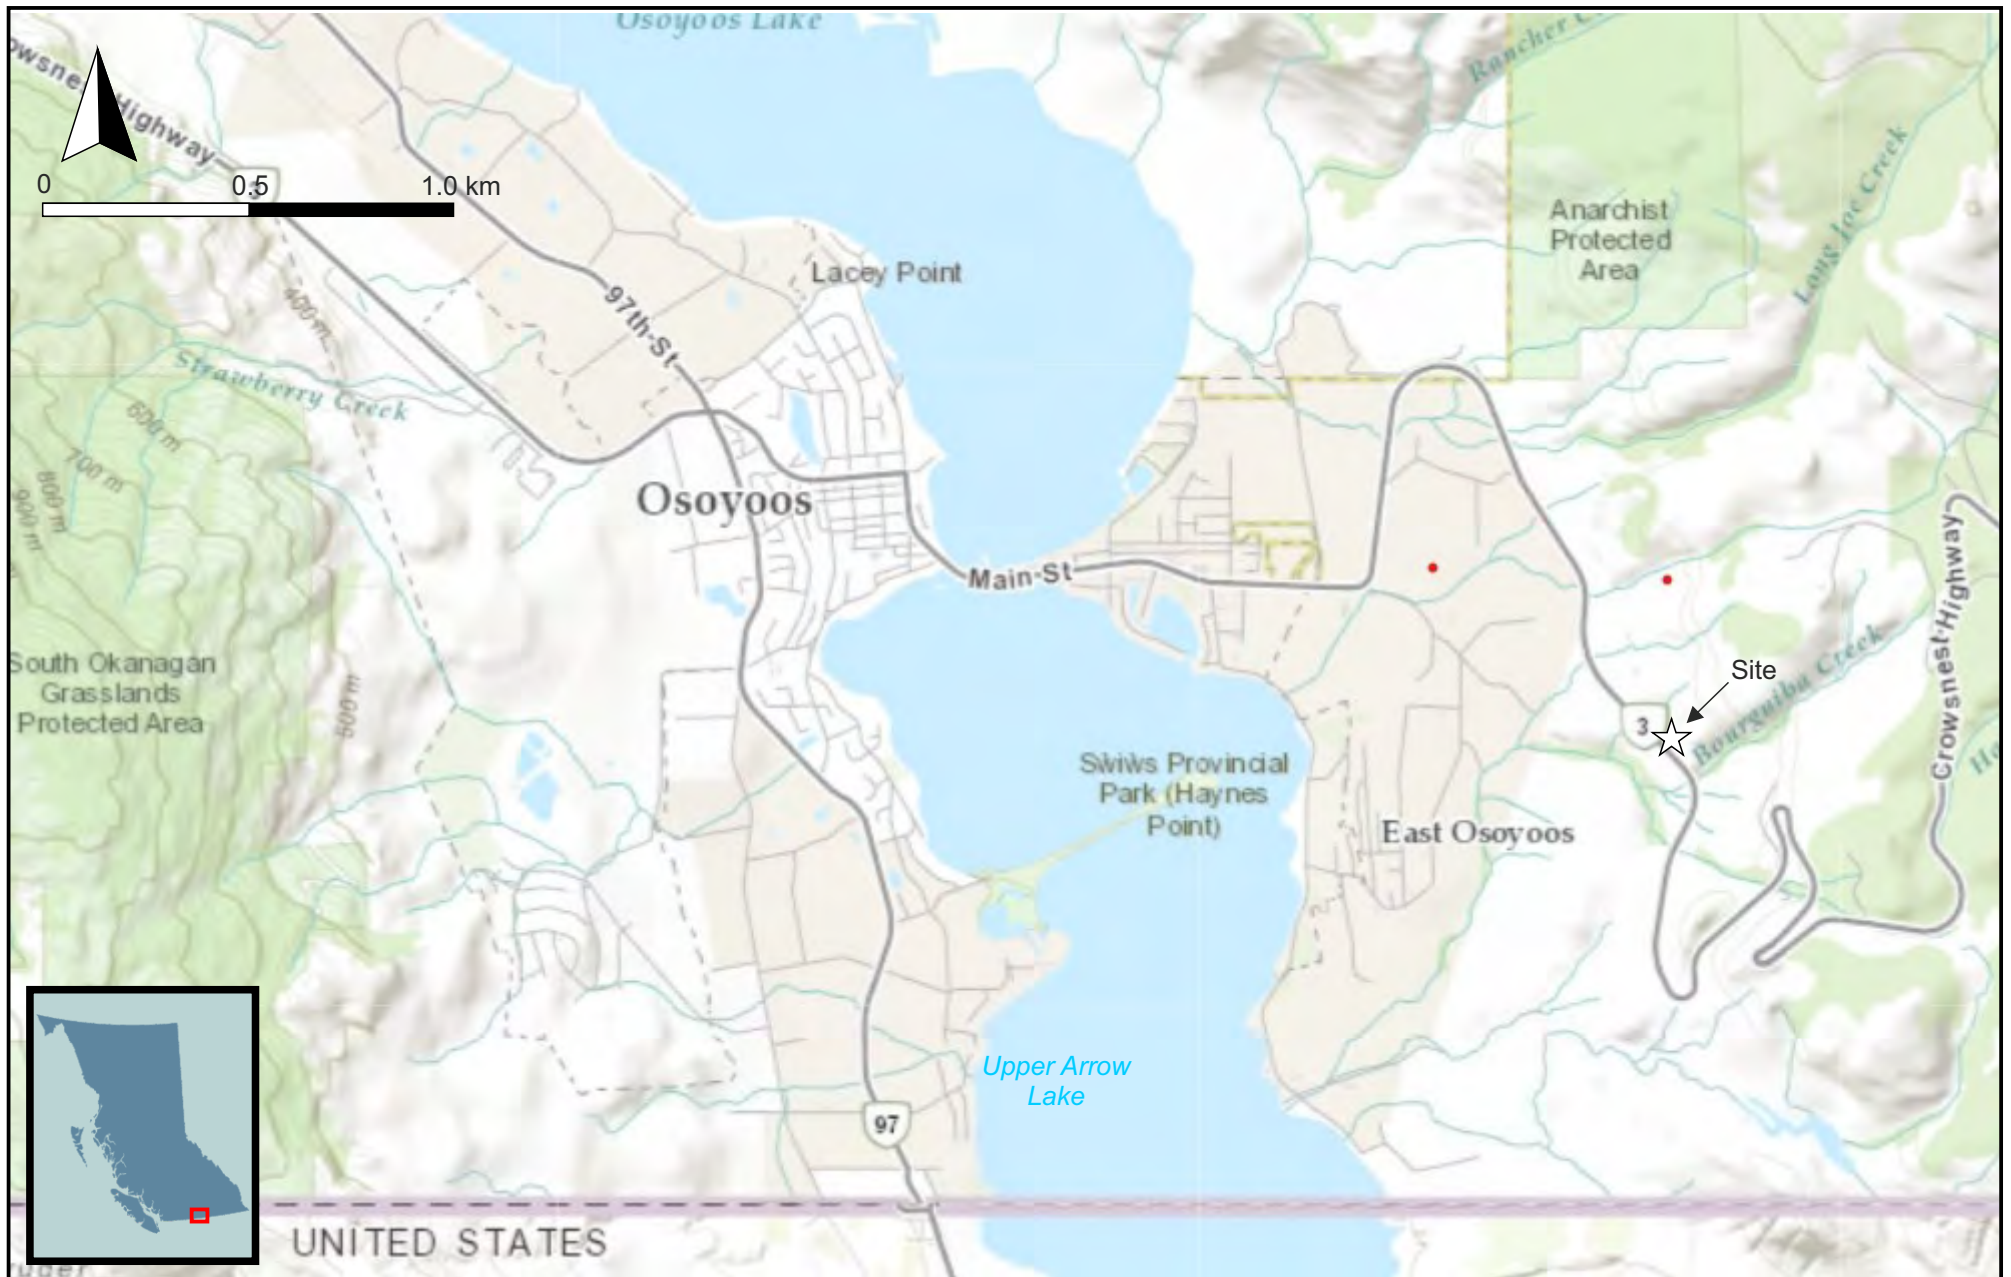 Osoyoos Lake
Rancher
owsnest Highway
0
0.5
1.0 km
Anarchist
Protected
Area
Long Joe Creek
Lacey Point
400 m
97th St
Strawberry Creek
600 m
700 m
800 m
900 m
Osoyoos
Main St
Crowsnest Highway
South Okanagan
Grasslands
Protected Area
500 m
Site
3
Bourguiba Creek
Swiws Provincial
Park (Haynes
Point)
East Osoyoos
Upper Arrow
Lake
97
UNITED STATES